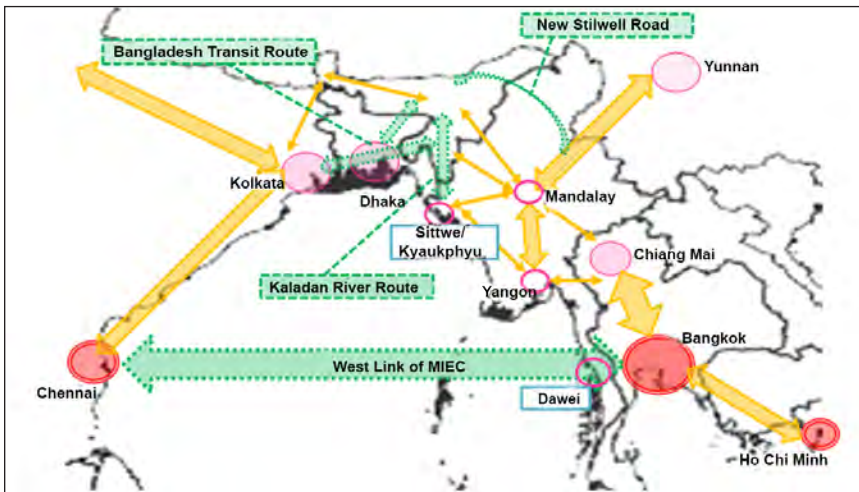 New Stilwell Road
Bangladesh Transit Route
Yunnan
Kolkata
Dhaka
Mandalay
Sittwe/
Kyaukphyu
Chiang Mai
Kaladan River Route
Yangon
Bangkok
West Link of MIEC
Chennai
Dawei
Ho Chi Minh